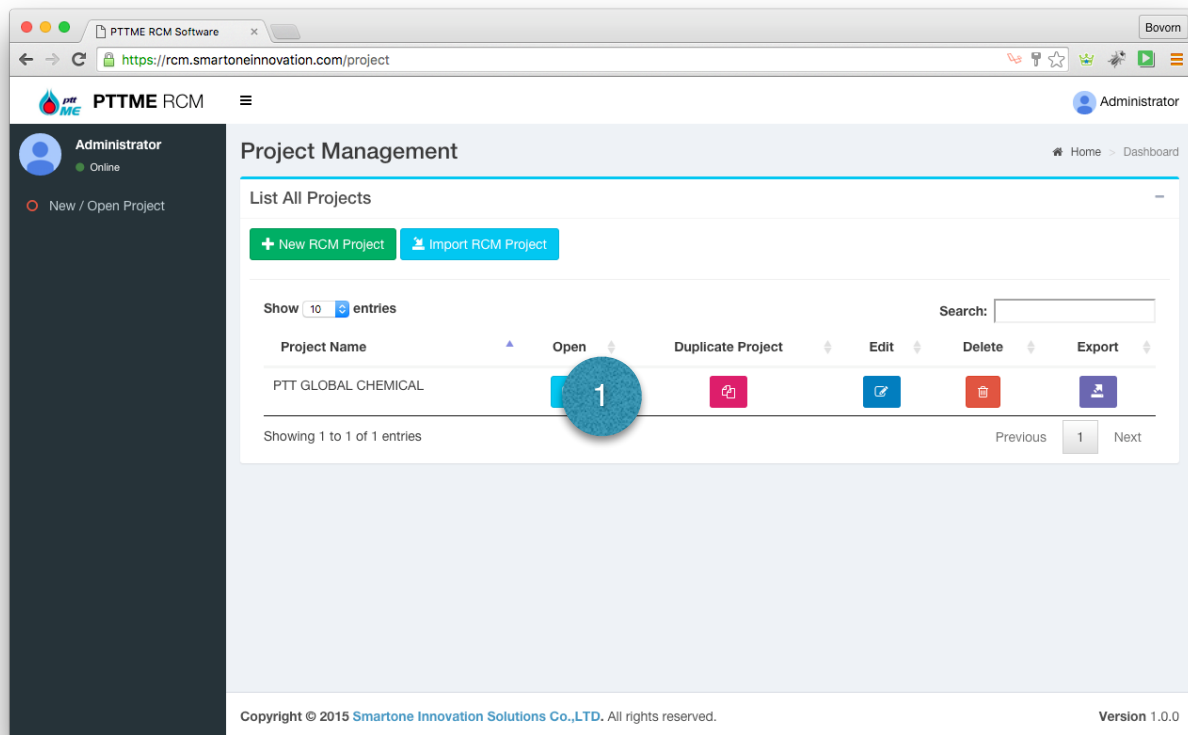 PTTME RCM Software
Bovorn
https://rcm.smartoneinnovation.com/project
ptt ME PTTME RCM
Administrator
Administrator
Online
New / Open Project
Project Management
Home > Dashboard
List All Projects
New RCM Project
Import RCM Project
Show 10 entries
Search:
Project Name Open Duplicate Project Edit Delete Export
PTT GLOBAL CHEMICAL
1
Showing 1 to 1 of 1 entries
Previous 1 Next
Copyright © 2015 Smartone Innovation Solutions Co.,LTD. All rights reserved.
Version 1.0.0